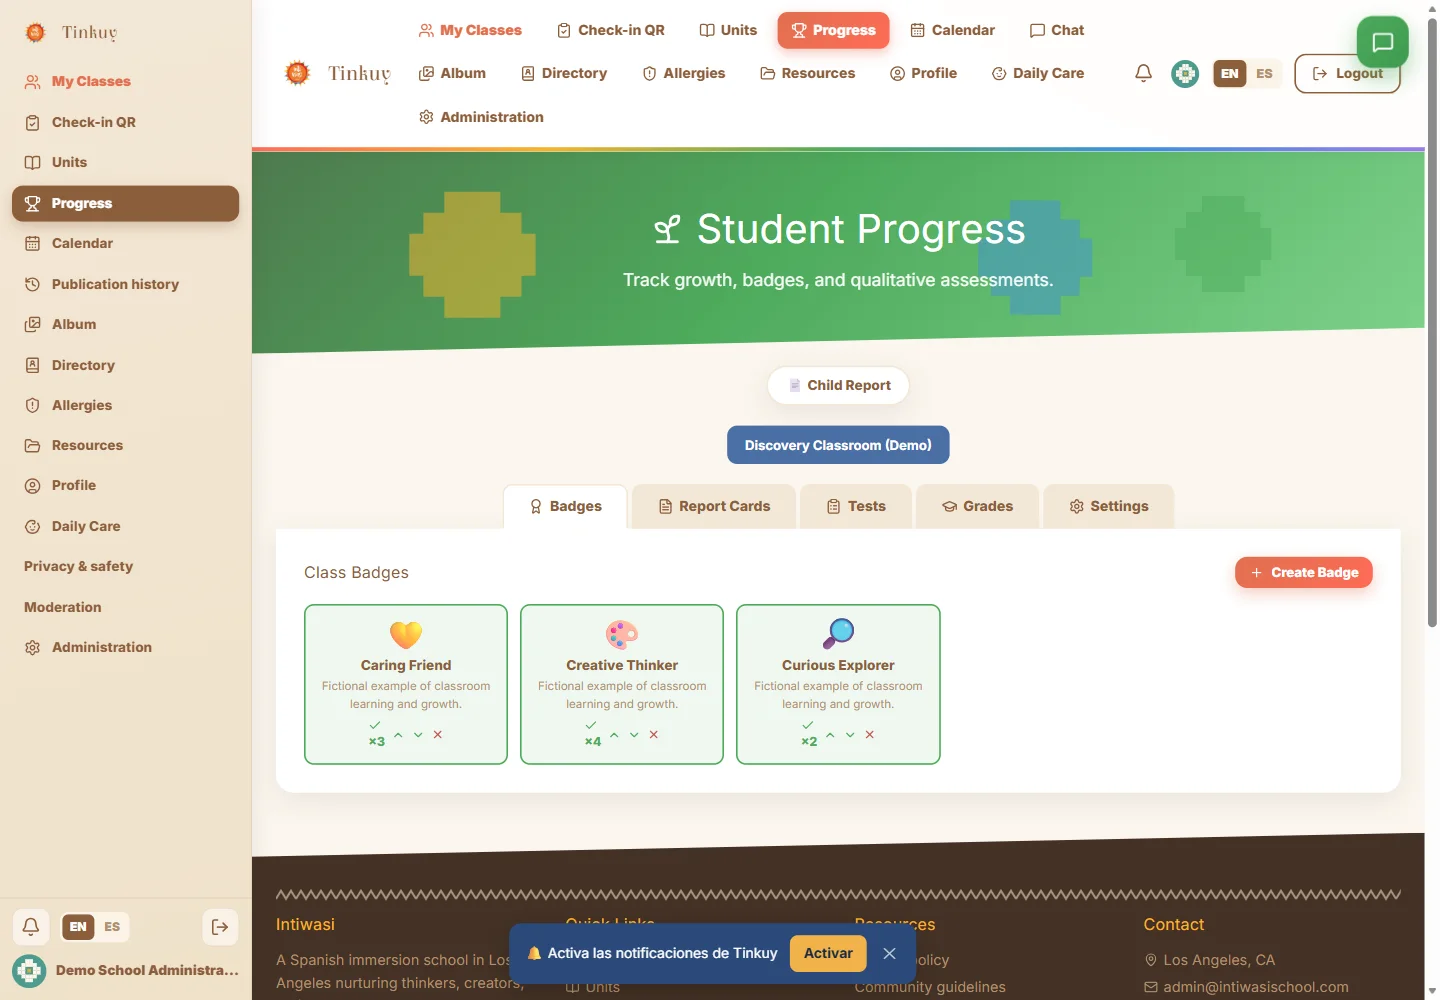 Tinkuy
My Classes
Check-in QR
Units
Progress
Calendar
Publication history
Album
Directory
Allergies
Resources
Profile
Daily Care
Privacy & safety
Moderation
Administration
EN ES
Demo School Administra...
Tinkuy
My Classes Check-in QR Units Progress Calendar Chat
Album Directory Allergies Resources Profile Daily Care
Administration
EN ES
Logout
Student Progress
Track growth, badges, and qualitative assessments.
Child Report
Discovery Classroom (Demo)
Badges Report Cards Tests Grades Settings
Class Badges
+ Create Badge
Caring Friend
Fictional example of classroom
learning and growth.
×3
Creative Thinker
Fictional example of classroom
learning and growth.
×4
Curious Explorer
Fictional example of classroom
learning and growth.
×2
Intiwasi
A Spanish immersion school in Los
Angeles nurturing thinkers, creators,
Quick Links
Units
Resources
Community guidelines
Contact
Los Angeles, CA
admin@intiwasischool.com
Activa las notificaciones de Tinkuy
Activar